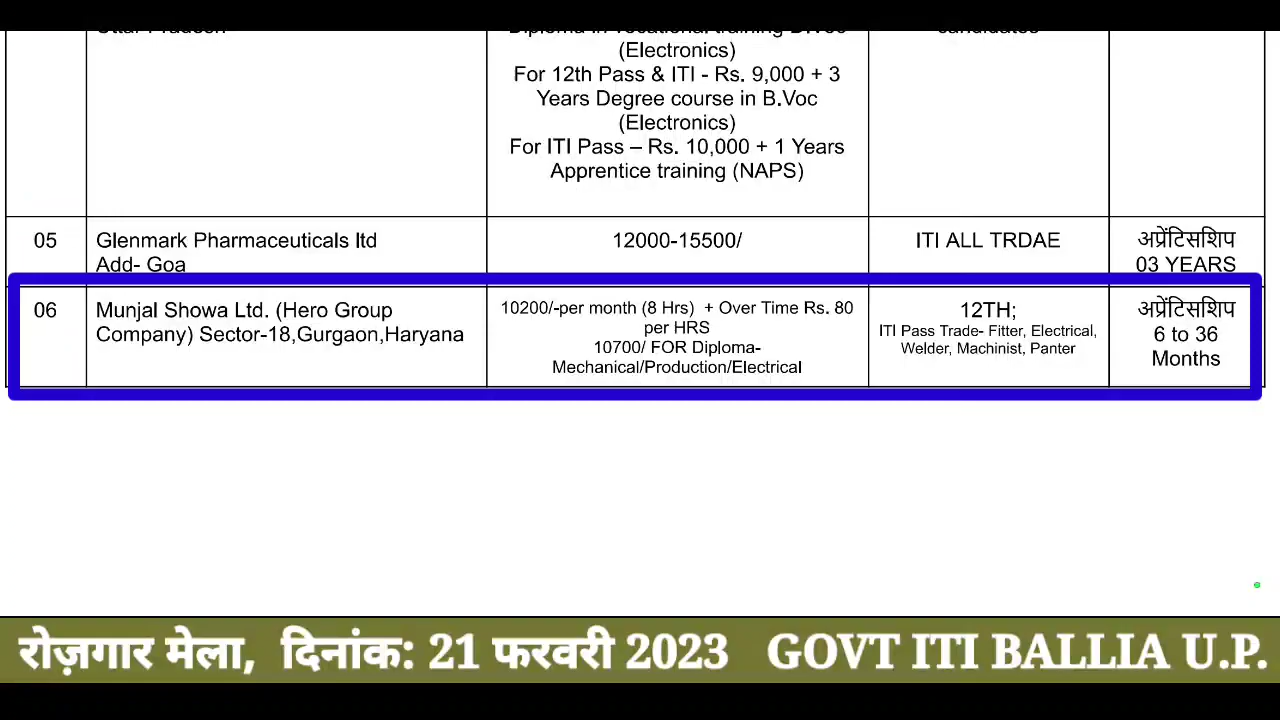 (Electronics)
For 12th Pass & ITI - Rs. 9,000 + 3
Years Degree course in B.Voc
(Electronics)
For ITI Pass – Rs. 10,000 + 1 Years
Apprentice training (NAPS)
05
Glenmark Pharmaceuticals ltd
Add- Goa
12000-15500/
ITI ALL TRDAE
अप्रेंटिसशिप
03 YEARS
06
Munjal Showa Ltd. (Hero Group
Company) Sector-18,Gurgaon,Haryana
10200/-per month (8 Hrs) + Over Time Rs. 80
per HRS
10700/ FOR Diploma-
Mechanical/Production/Electrical
12TH;
ITI Pass Trade- Fitter, Electrical,
Welder, Machinist, Panter
अप्रेंटिसशिप
6 to 36
Months
रोज़गार मेला, दिनांक: 21 फरवरी 2023 GOVT ITI BALLIA U.P.